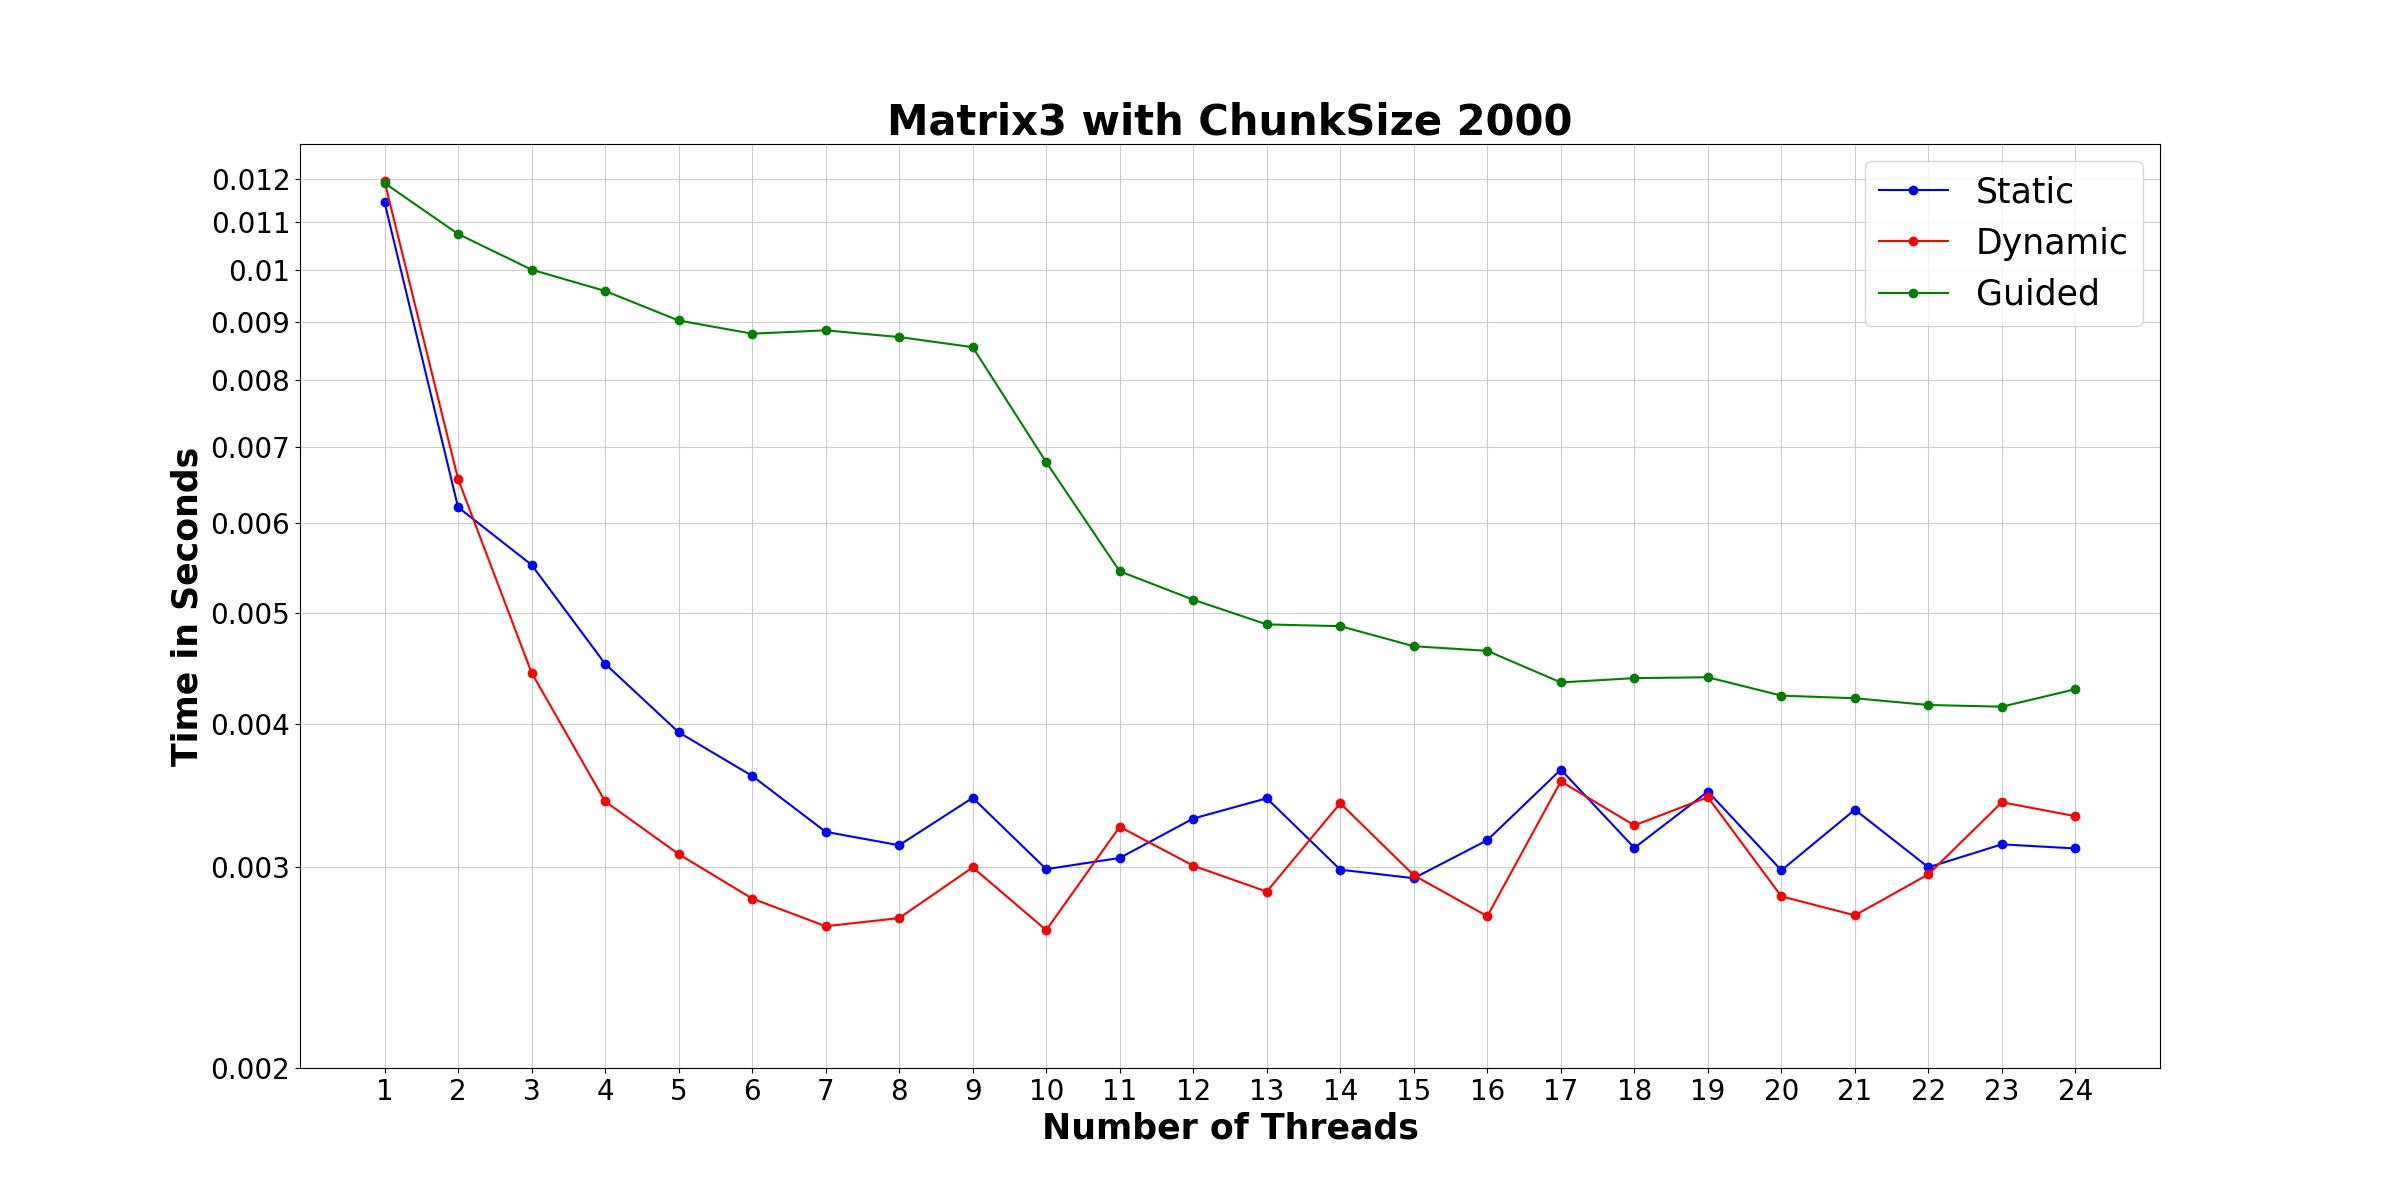 Matrix3 with ChunkSize 2000
Static
Dynamic
Guided
Time in Seconds
0.012
0.011
0.01
0.009
0.008
0.007
0.006
0.005
0.004
0.003
0.002
1 2 3 4 5 6 7 8 9 10 11 12 13 14 15 16 17 18 19 20 21 22 23 24
Number of Threads